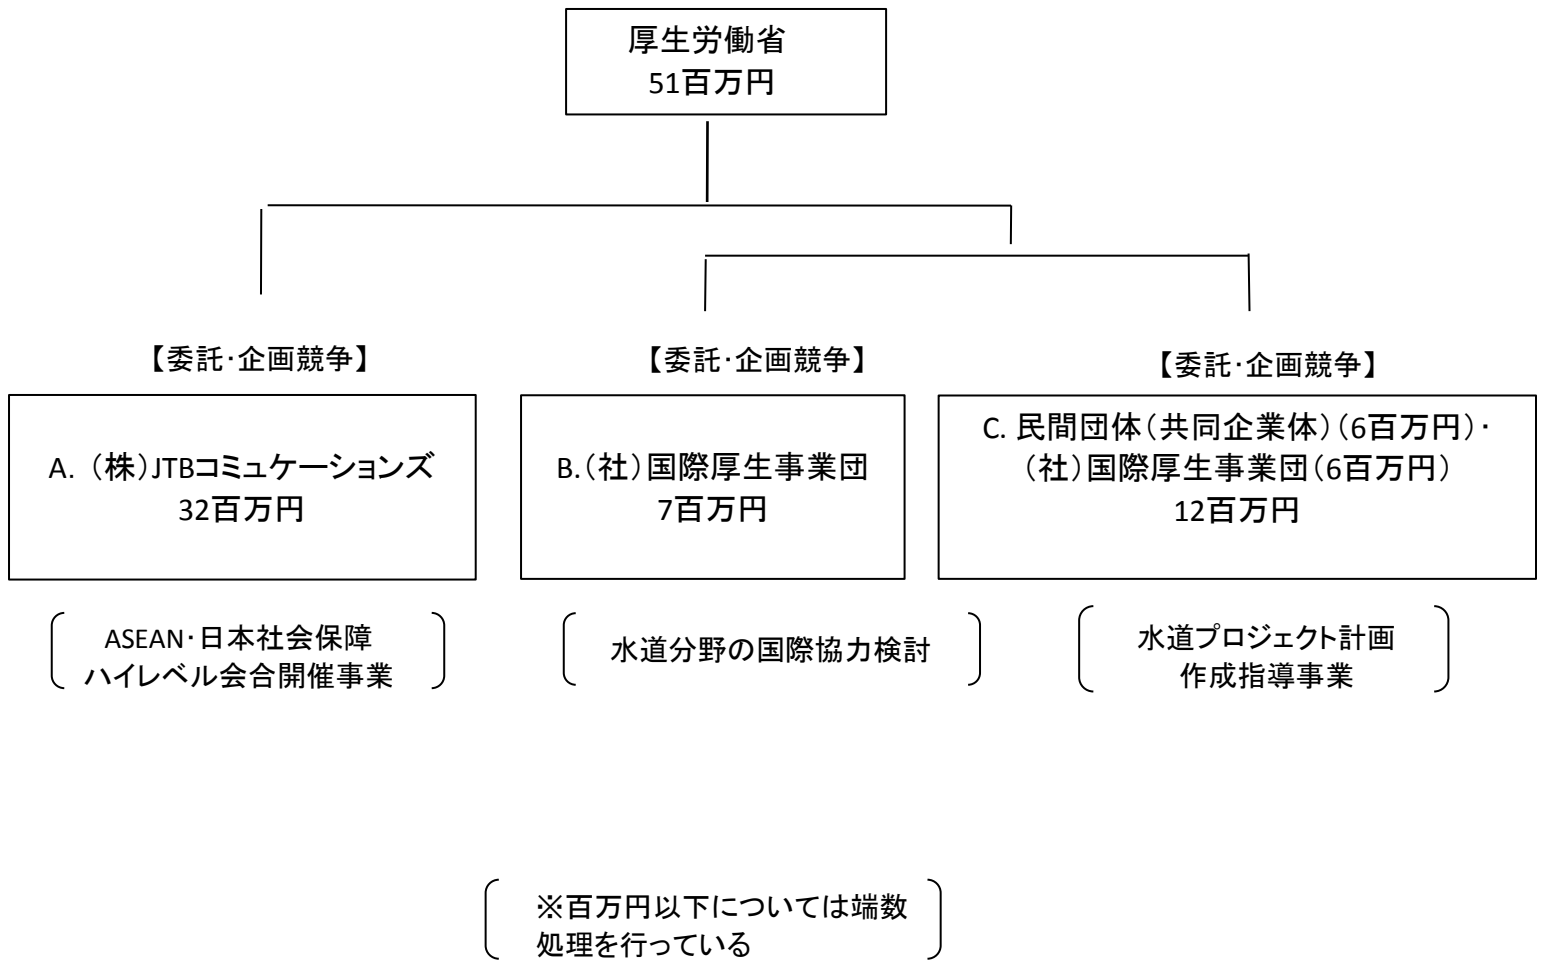 厚生労働省
51百万円
【委託・企画競争】
【委託・企画競争】
【委託・企画競争】
A. （株）JTBコミュケーションズ
32百万円
B.（社）国際厚生事業団
7百万円
C. 民間団体（共同企業体）（6百万円）・
（社）国際厚生事業団（6百万円）
12百万円
ASEAN・日本社会保障
ハイレベル会合開催事業
水道分野の国際協力検討
水道プロジェクト計画
作成指導事業
※百万円以下については端数
処理を行っている